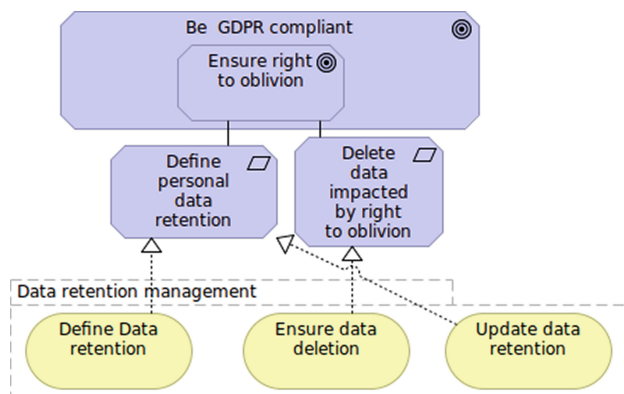 Be  GDPR compliant
Ensure right
to oblivion
Define
personal
data
retention
Delete
data
impacted
by right
to oblivion
Data retention management
Define Data
retention
Ensure data
deletion
Update data
retention